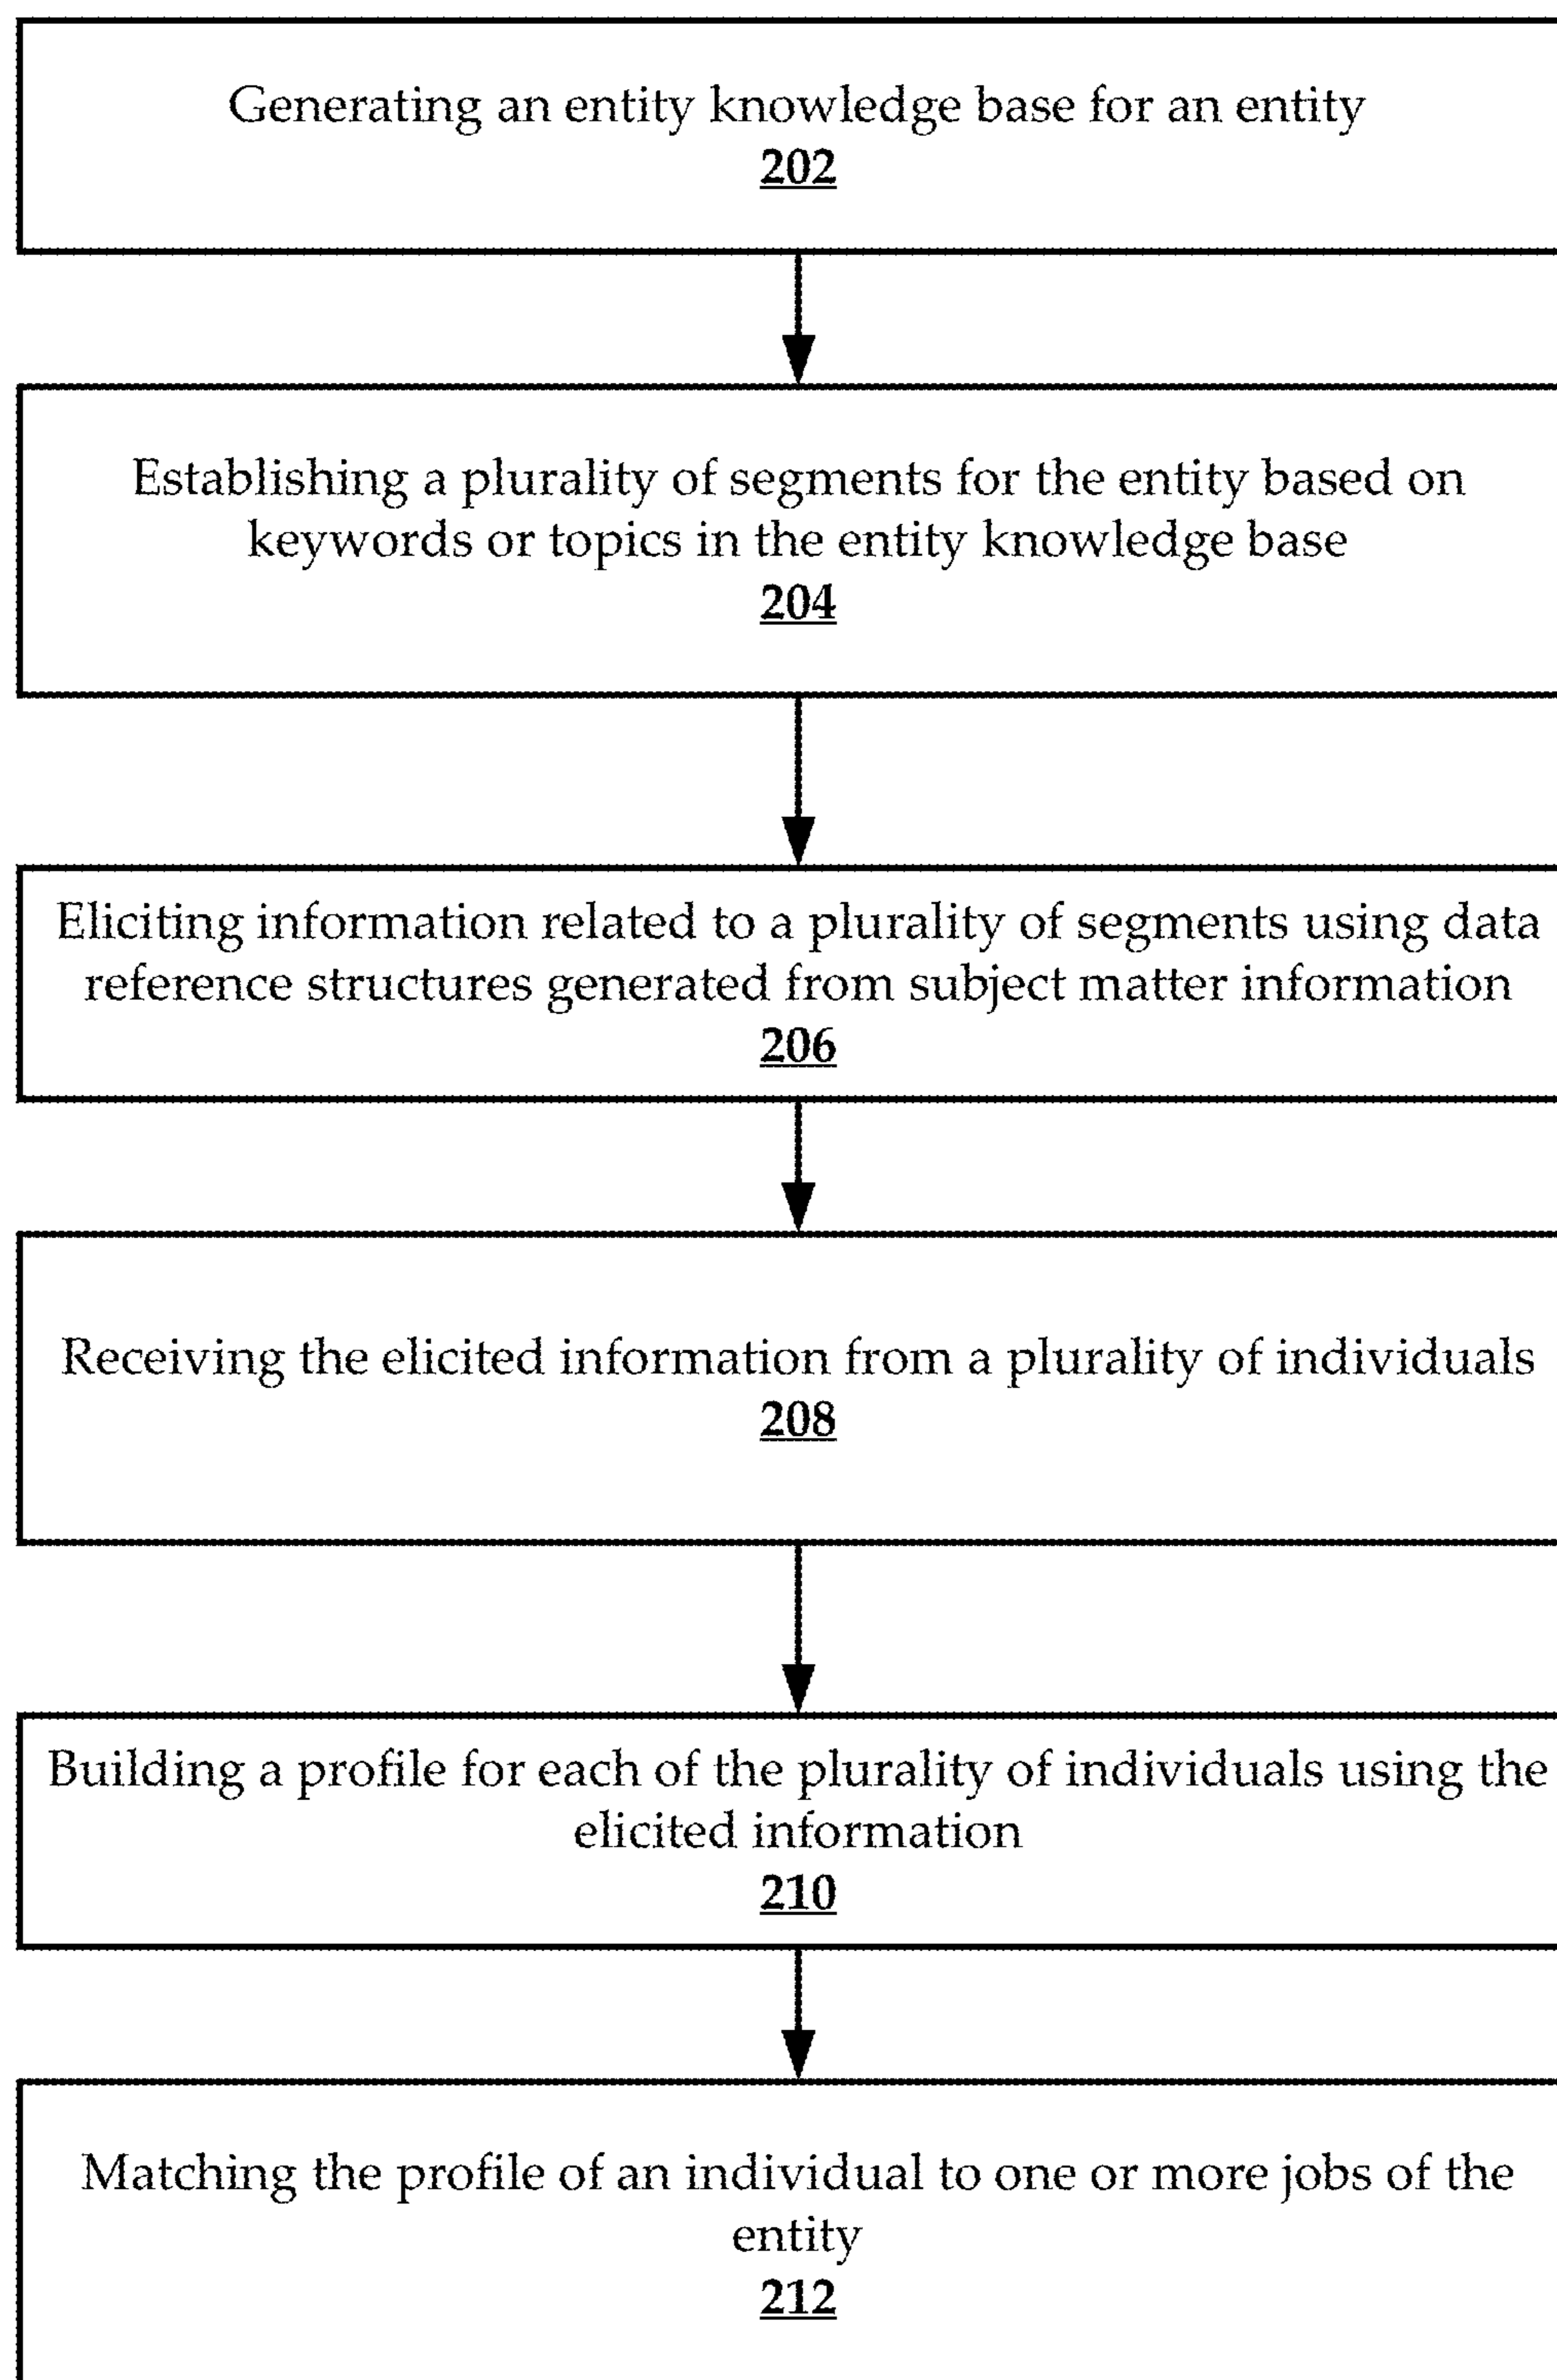 Generating an entity knowledge base for an entity
202
Establishing a plurality of segments for the entity based on
keywords or topics in the entity knowledge base
204
Eliciting information related to a plurality of segments using data
reference structures generated from subject matter information
206
Receiving the elicited information from a plurality of individuals
208
Building a profile for each of the plurality of individuals using the
elicited information
210
Matching the profile of an individual to one or more jobs of the
entity
212